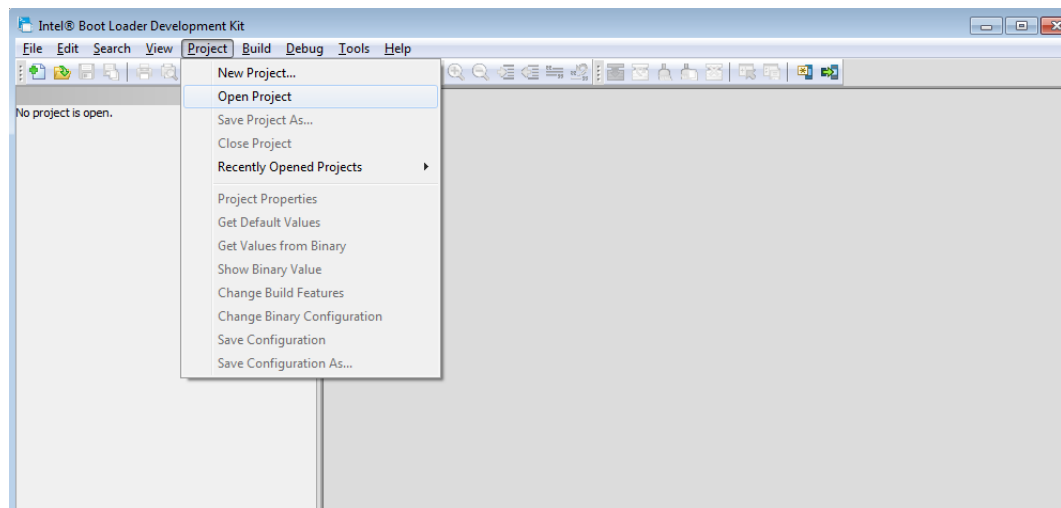 Intel® Boot Loader Development Kit
File Edit Search View Project Build Debug Tools Help
New Project...
Open Project
No project is open.
Save Project As...
Close Project
Recently Opened Projects
Project Properties
Get Default Values
Get Values from Binary
Show Binary Value
Change Build Features
Change Binary Configuration
Save Configuration
Save Configuration As...